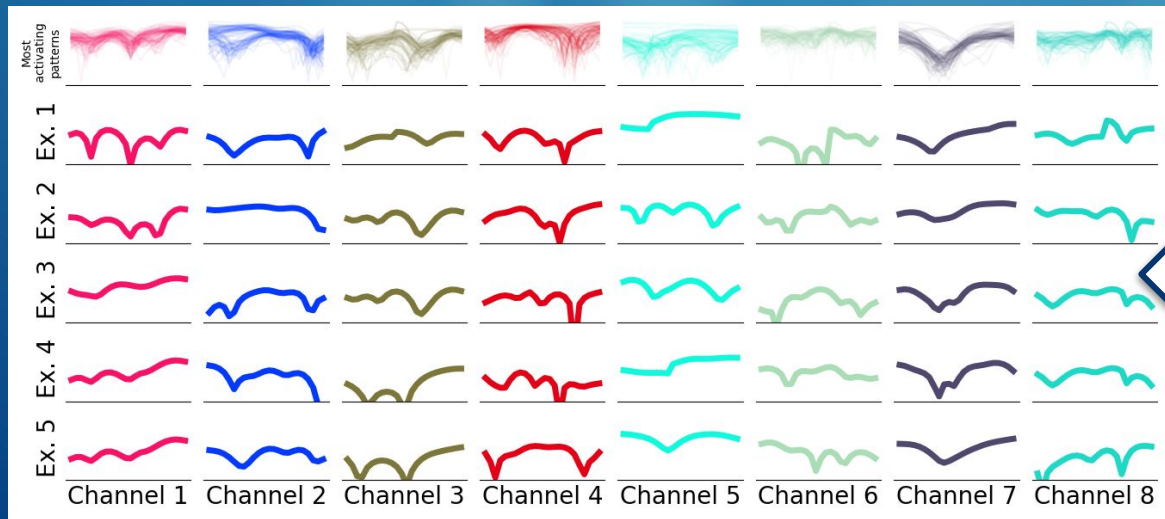 Most
activating
patterns
Ex. 1
Ex. 2
Ex. 3
Ex. 4
Ex. 5
Channel 1 Channel 2 Channel 3 Channel 4 Channel 5 Channel 6 Channel 7 Channel 8